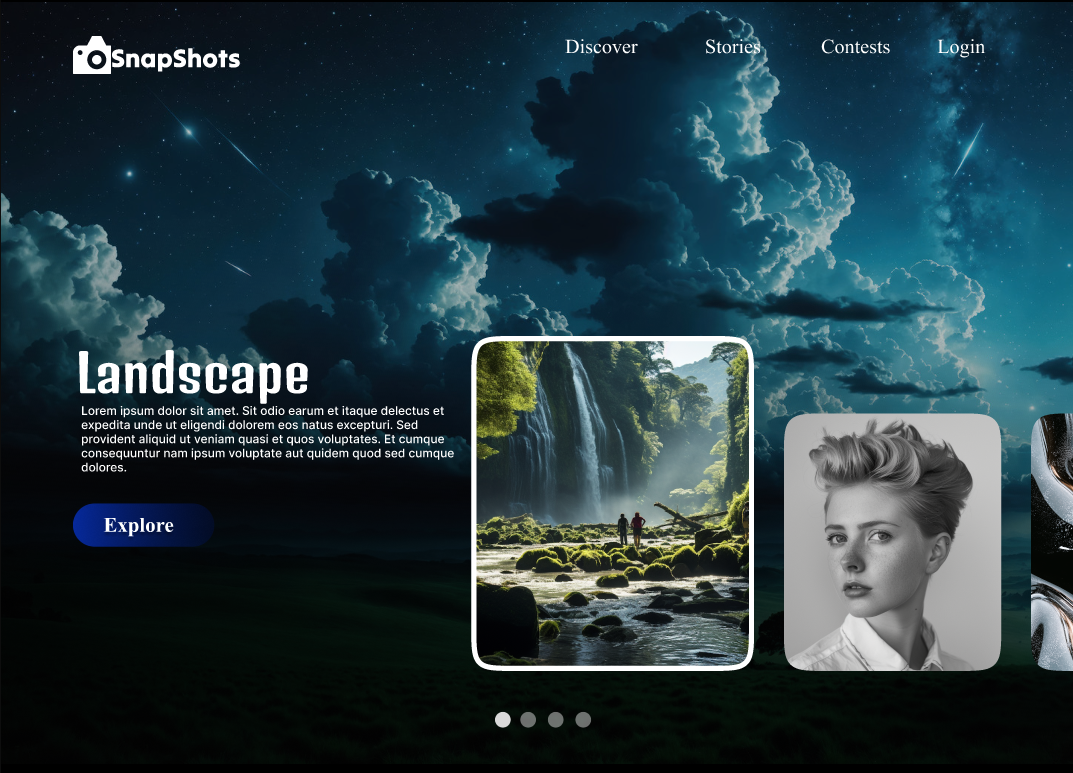 SnapShots
Discover
Stories
Contests
Login
Landscape
Lorem ipsum dolor sit amet. Sit odio earum et itaque delectus et
expedita unde ut eligendi dolorem eos natus excepturi. Sed
provident aliquid ut veniam quasi et quos voluptates. Et cumque
consequuntur nam ipsum voluptate aut quidem quod sed cumque
dolores.
Explore